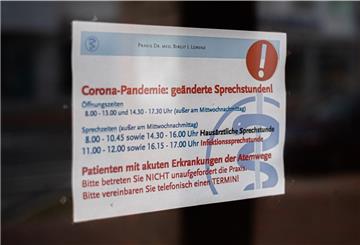 PRAXIS DR. MED. BIRGIT I. LORENZ
Corona-Pandemie: geänderte Sprechstunden!
Öffnungszeiten
8.00 - 13.00 und 14.30 - 17.30 Uhr (außer am Mittwochnachmittag)
Sprechzeiten (außer am Mittwochnachmittag)
8.00 - 10.45 sowie 14.30 - 16.00 Uhr Hausärztliche Sprechstunde
11.00 - 12.00 sowie 16.15 - 17.00 Uhr Infektionssprechstunde
Patienten mit akuten Erkrankungen der Atemwege
Bitte betreten Sie NICHT unaufgefordert die Praxis.
Bitte vereinbaren Sie telefonisch einen TERMIN!